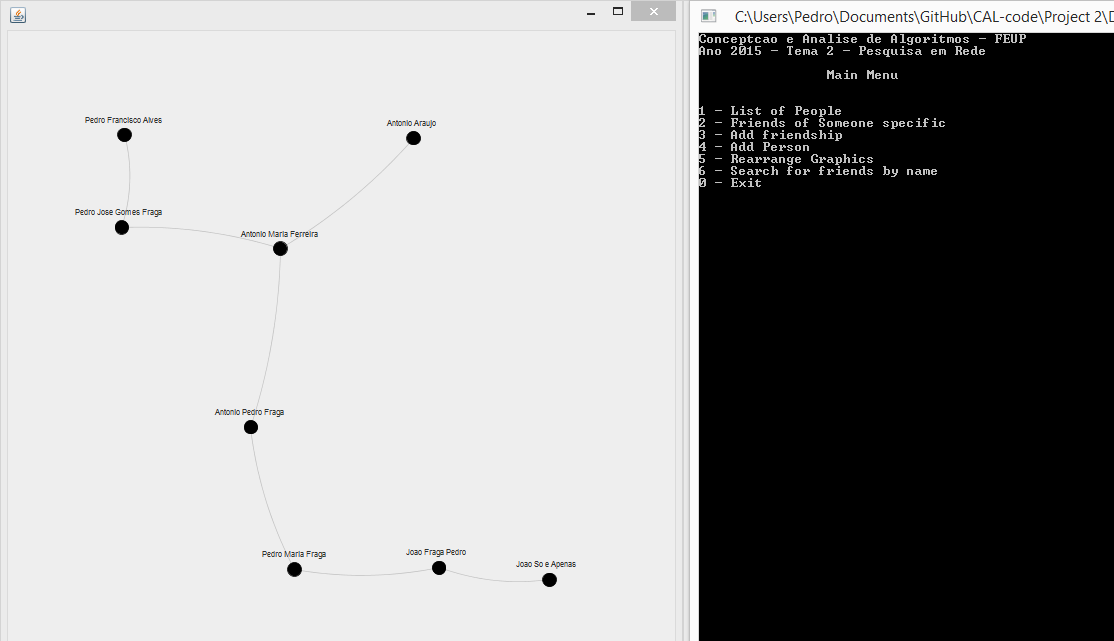 Pedro Francisco Alves
Antonio Araujo
Pedro Jose Gomes Fraga
Antonio Maria Ferreira
Antonio Pedro Fraga
Pedro Maria Fraga
Joao Fraga Pedro
Joao So e Apenas
C:\Users\Pedro\Documents\GitHub\CAL-code\Project 2\D
Conceptcao e Analise de Algoritmos - FEUP
Ano 2015 - Tema 2 - Pesquisa em Rede
Main Menu
1 - List of People
2 - Friends of Someone specific
3 - Add friendship
4 - Add Person
5 - Rearrange Graphics
6 - Search for friends by name
0 - Exit